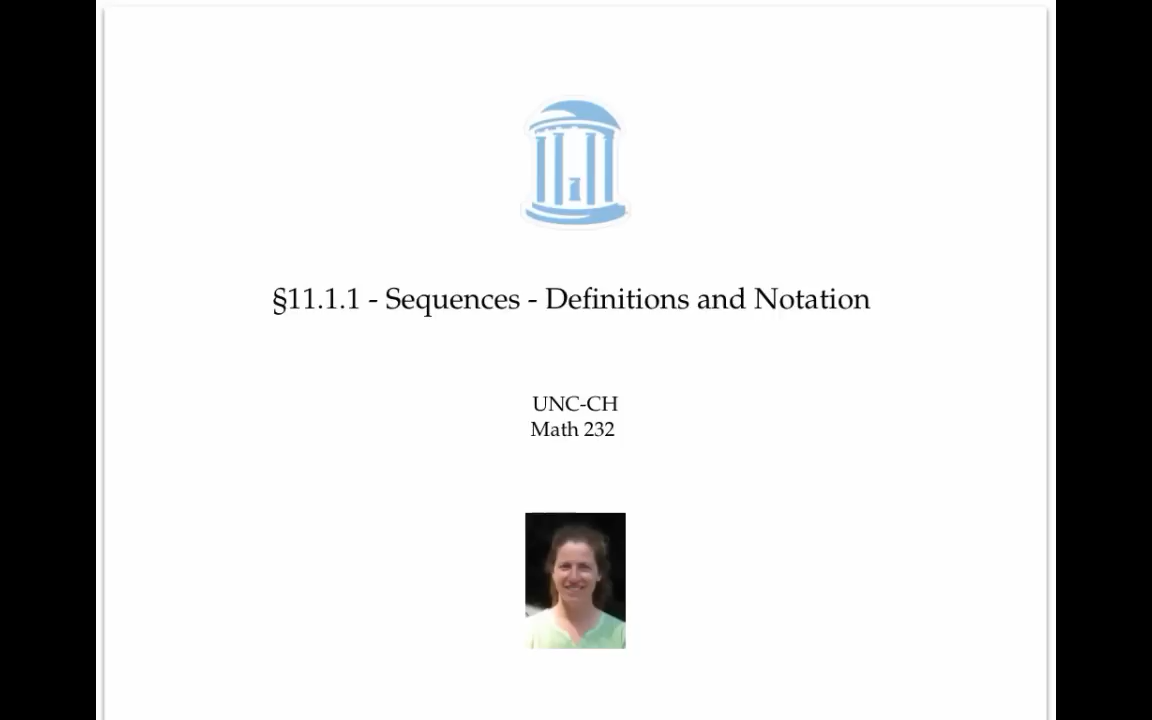 §11.1.1 - Sequences - Definitions and Notation
UNC-CH
Math 232